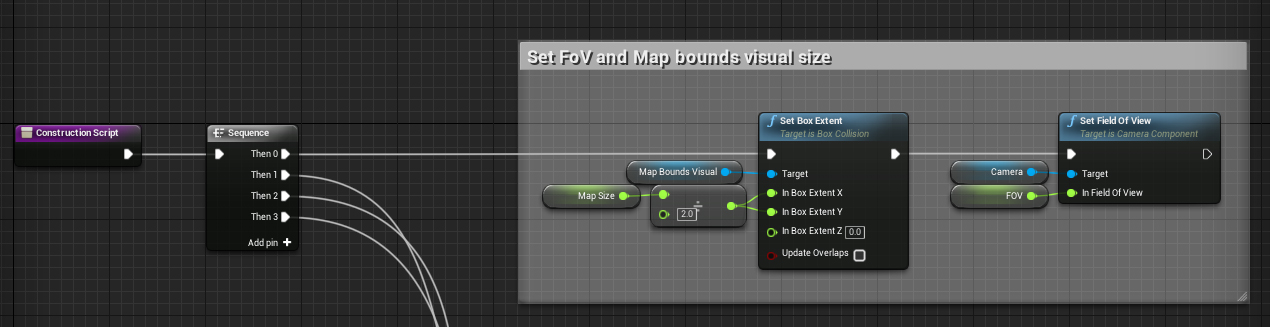 Set FoV and Map bounds visual size
Construction Script
Sequence
Then 0
Then 1
Then 2
Then 3
Add pin
Map Bounds Visual
Map Size
2.0
÷
Set Box Extent
Target is Box Collision
Target
In Box Extent X
In Box Extent Y
In Box Extent Z 0.0
Update Overlaps
Camera
FOV
Set Field Of View
Target is Camera Component
Target
In Field Of View